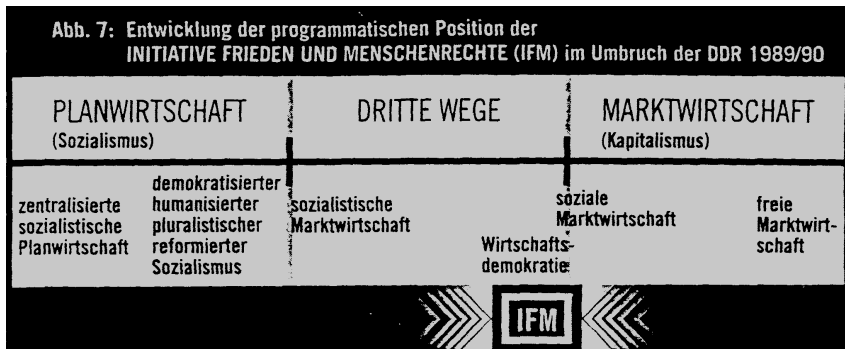 Abb. 7: Entwicklung der programmatischen Position der
INITIATIVE FRIEDEN UND MENSCHENRECHTE (IFM) im Umbruch der DDR 1989/90
PLANWIRTSCHAFT
(Sozialismus)
DRITTE WEGE
MARKTWIRTSCHAFT
(Kapitalismus)
zentralisierte
sozialistische
Planwirtschaft
demokratisierter
humanisierter
pluralistischer
reformierter
Sozialismus
sozialistische
Marktwirtschaft
Wirtschafts-
demokratie
soziale
Marktwirtschaft
freie
Marktwirt-
schaft
IFM